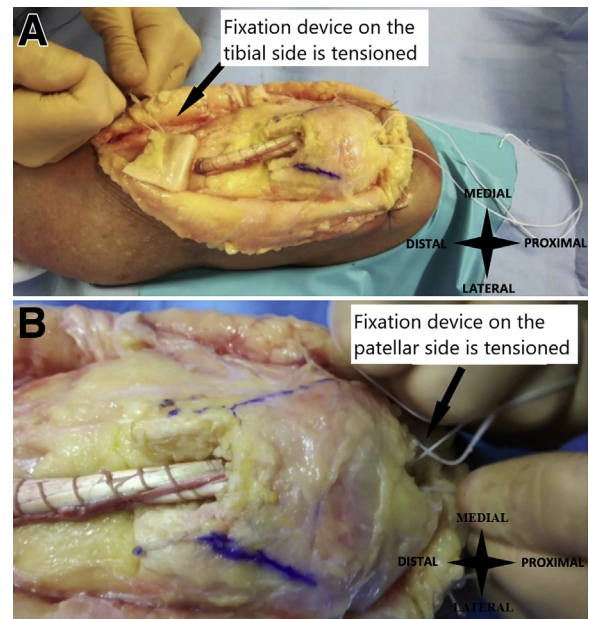 A
Fixation device on the
tibial side is tensioned
MEDIAL
DISTAL
PROXIMAL
LATERAL
B
Fixation device on the
patellar side is tensioned
MEDIAL
DISTAL
PROXIMAL
LATERAL